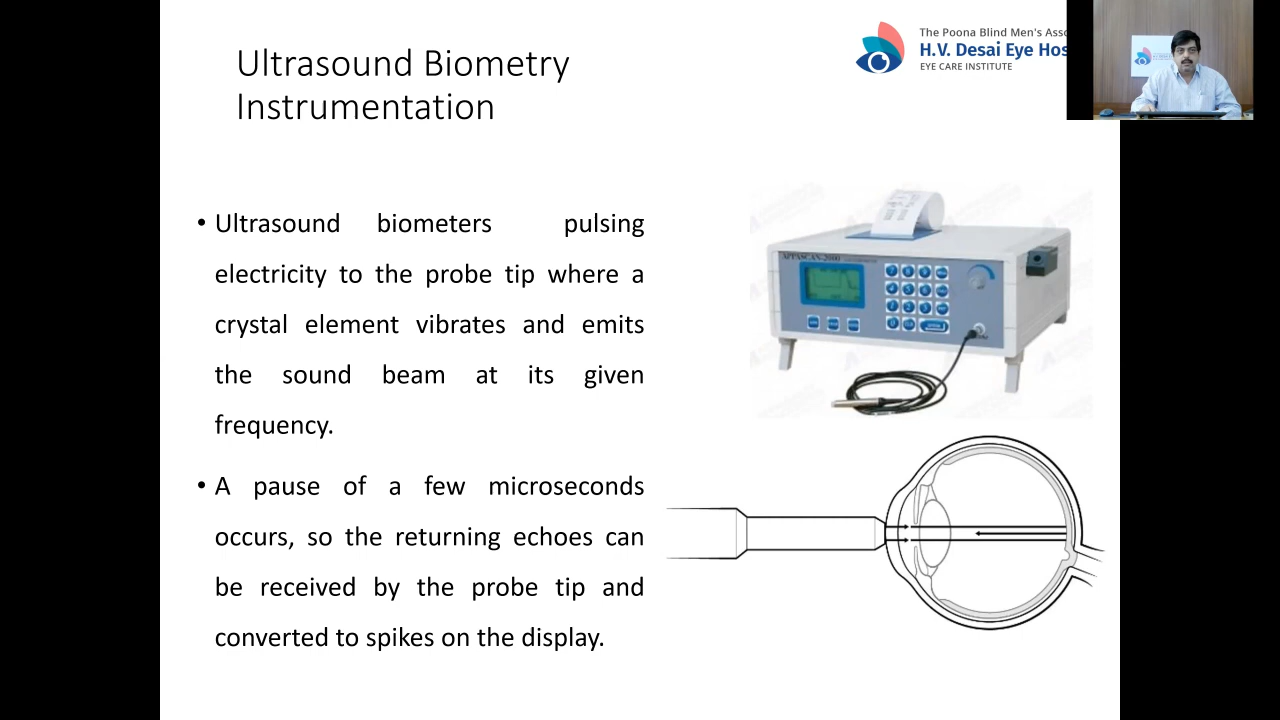 Ultrasound Biometry
Instrumentation
The Poona Blind Men's Asso
H.V. Desai Eye Hos
EYE CARE INSTITUTE
• Ultrasound biometers pulsing
electricity to the probe tip where a
crystal element vibrates and emits
the sound beam at its given
frequency.
• A pause of a few microseconds
occurs, so the returning echoes can
be received by the probe tip and
converted to spikes on the display.
APPASCAN-2000